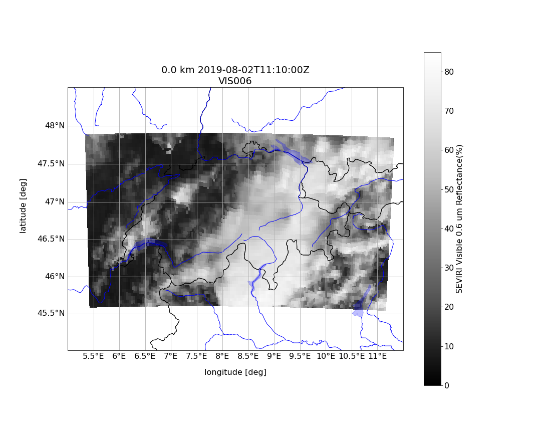 0.0 km 2019-08-02T11:10:00Z
VIS006
48°N
47.5°N
47°N
46.5°N
46°N
45.5°N
latitude [deg]
5.5°E 6°E 6.5°E 7°E 7.5°E 8°E 8.5°E 9°E 9.5°E 10°E 10.5°E 11°E
longitude [deg]
80
70
60
50
40
30
20
10
0
SEVIRI Visible 0.6 um Reflectance(%)